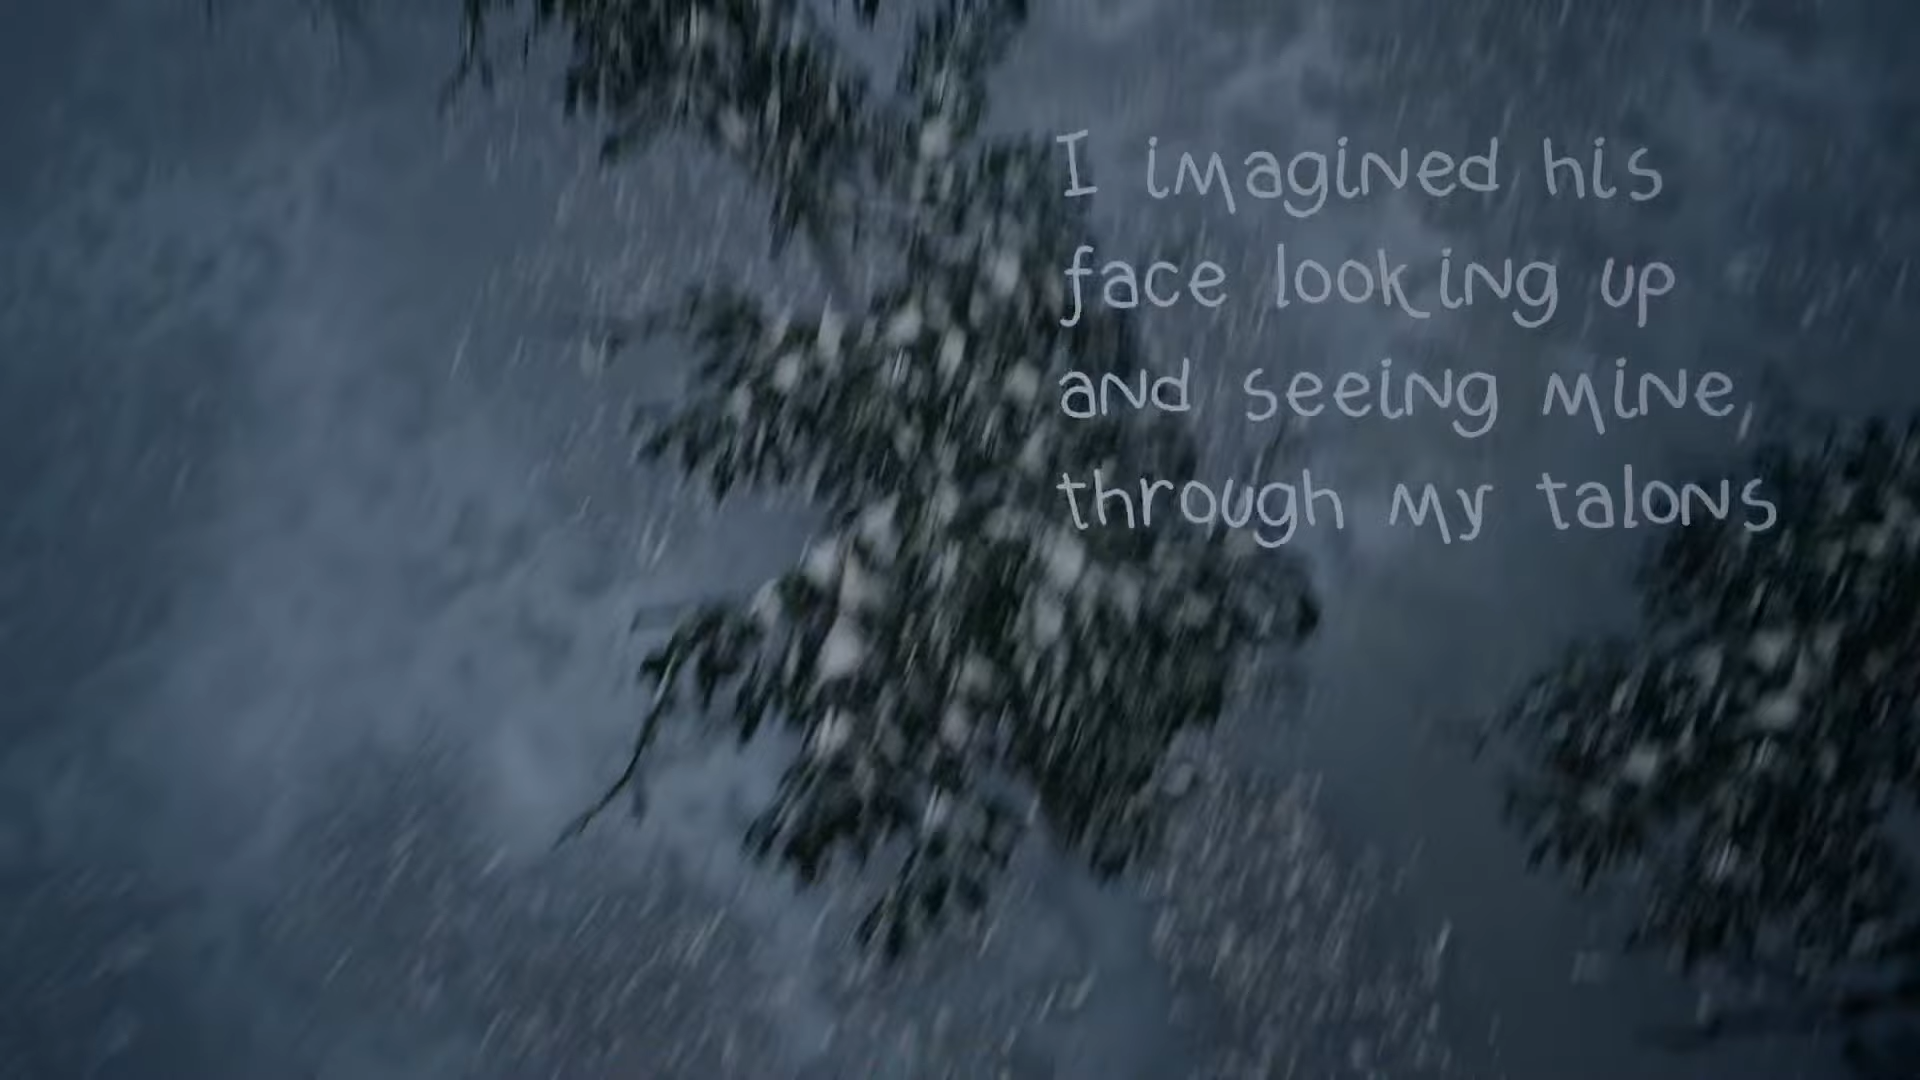 I imagined his
face looking up
and seeing mine,
through my talons